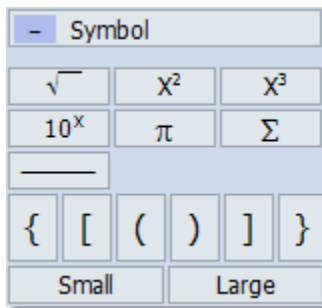 – Symbol
√ X² X³
10ˣ π Σ
{ [ ( ) ] }
Small Large